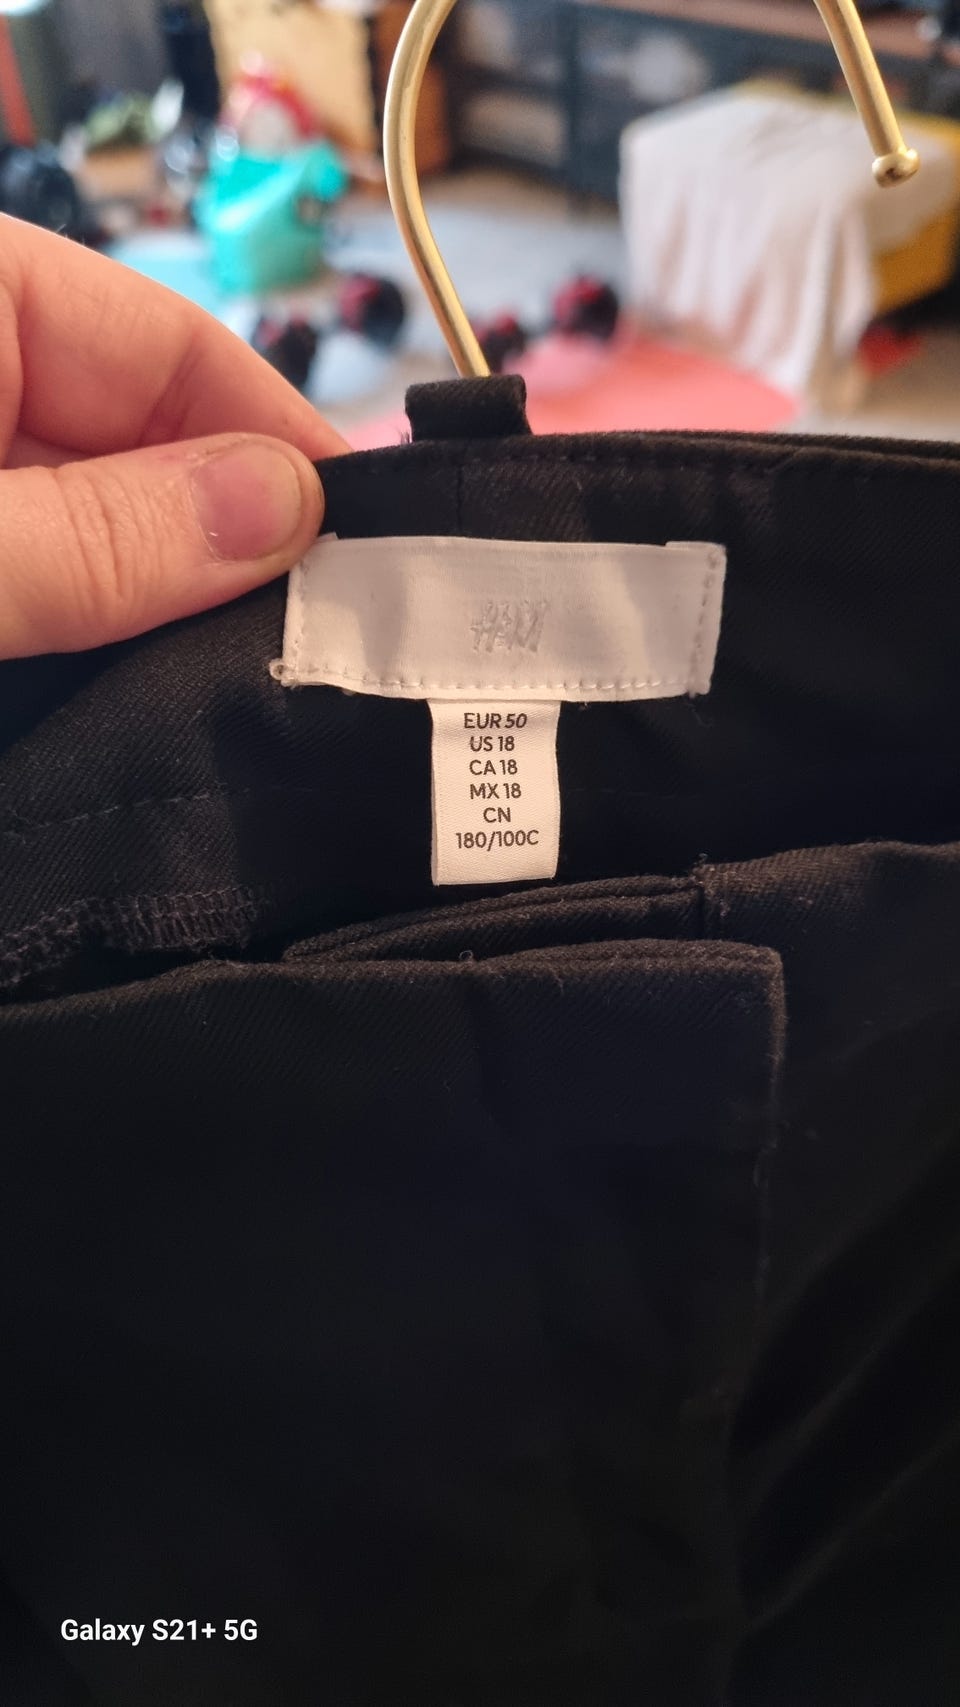 H&M
EUR 50
US 18
CA 18
MX 18
CN
180/100C
Galaxy S21+ 5G